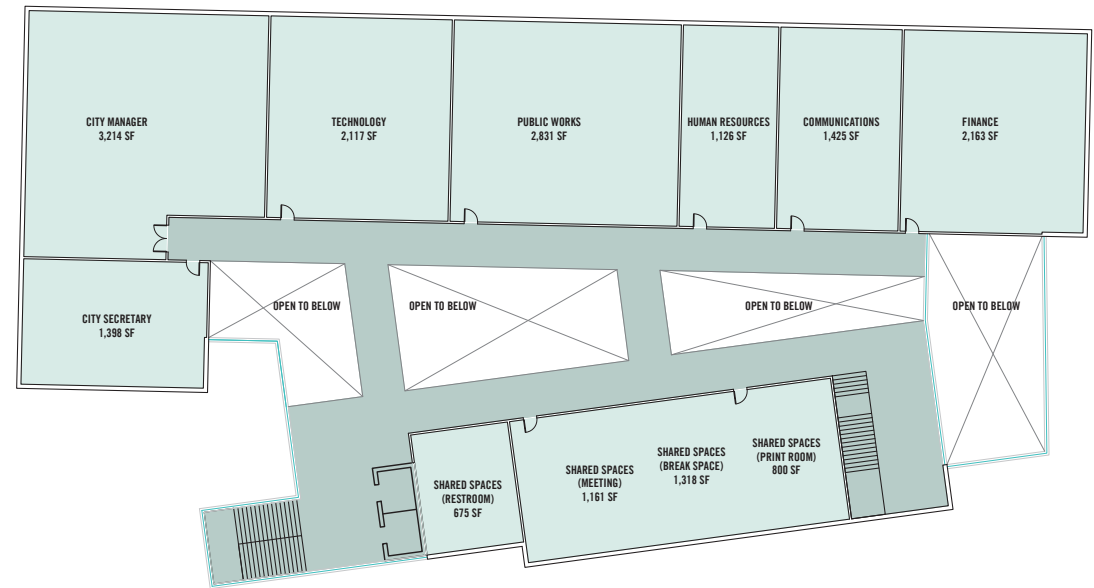 CITY MANAGER
3,214 SF
TECHNOLOGY
2,117 SF
PUBLIC WORKS
2,831 SF
HUMAN RESOURCES
1,126 SF
COMMUNICATIONS
1,425 SF
FINANCE
2,163 SF
CITY SECRETARY
1,398 SF
OPEN TO BELOW
OPEN TO BELOW
OPEN TO BELOW
OPEN TO BELOW
SHARED SPACES
(RESTROOM)
675 SF
SHARED SPACES
(MEETING)
1,161 SF
SHARED SPACES
(BREAK SPACE)
1,318 SF
SHARED SPACES
(PRINT ROOM)
800 SF